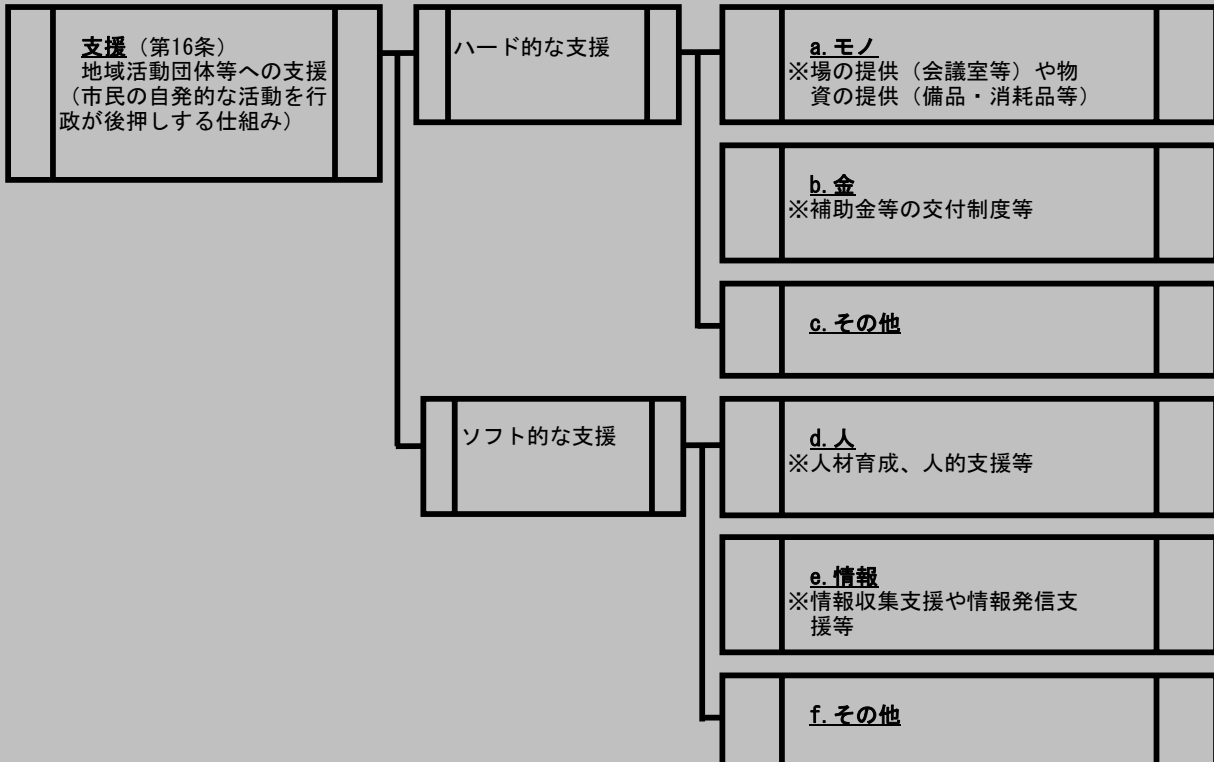 支援（第16条）
地域活動団体等への支援
（市民の自発的な活動を行
政が後押しする仕組み）
ハード的な支援
a.モノ
※場の提供（会議室等）や物
資の提供（備品・消耗品等）
b.金
※補助金等の交付制度等
c.その他
ソフト的な支援
d.人
※人材育成、人的支援等
e.情報
※情報収集支援や情報発信支
援等
f.その他